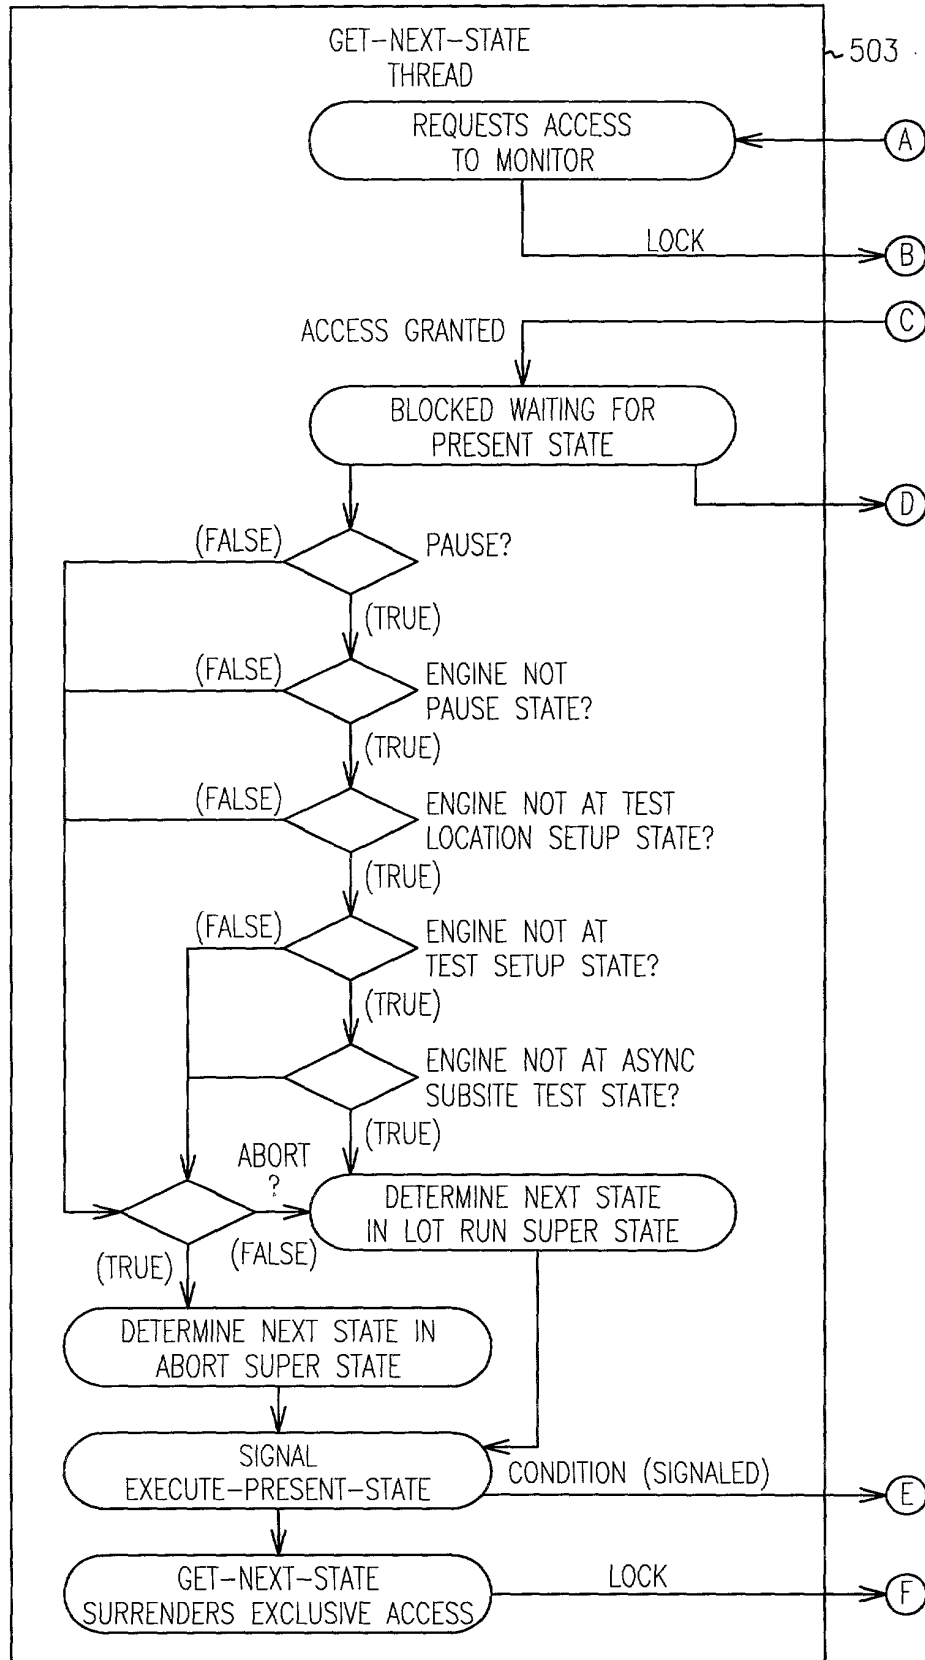 GET-NEXT-STATE
THREAD
503
REQUESTS ACCESS
TO MONITOR
A
LOCK
B
C
ACCESS GRANTED
BLOCKED WAITING FOR
PRESENT STATE
D
(FALSE)
PAUSE?
(TRUE)
(FALSE)
ENGINE NOT
PAUSE STATE?
(TRUE)
(FALSE)
ENGINE NOT AT TEST
LOCATION SETUP STATE?
(TRUE)
(FALSE)
ENGINE NOT AT
TEST SETUP STATE?
(TRUE)
ENGINE NOT AT ASYNC
SUBSITE TEST STATE?
(TRUE)
ABORT
?
DETERMINE NEXT STATE
IN LOT RUN SUPER STATE
(TRUE)
(FALSE)
DETERMINE NEXT STATE IN
ABORT SUPER STATE
SIGNAL
EXECUTE-PRESENT-STATE
CONDITION (SIGNALED)
E
GET-NEXT-STATE
SURRENDERS EXCLUSIVE ACCESS
LOCK
F